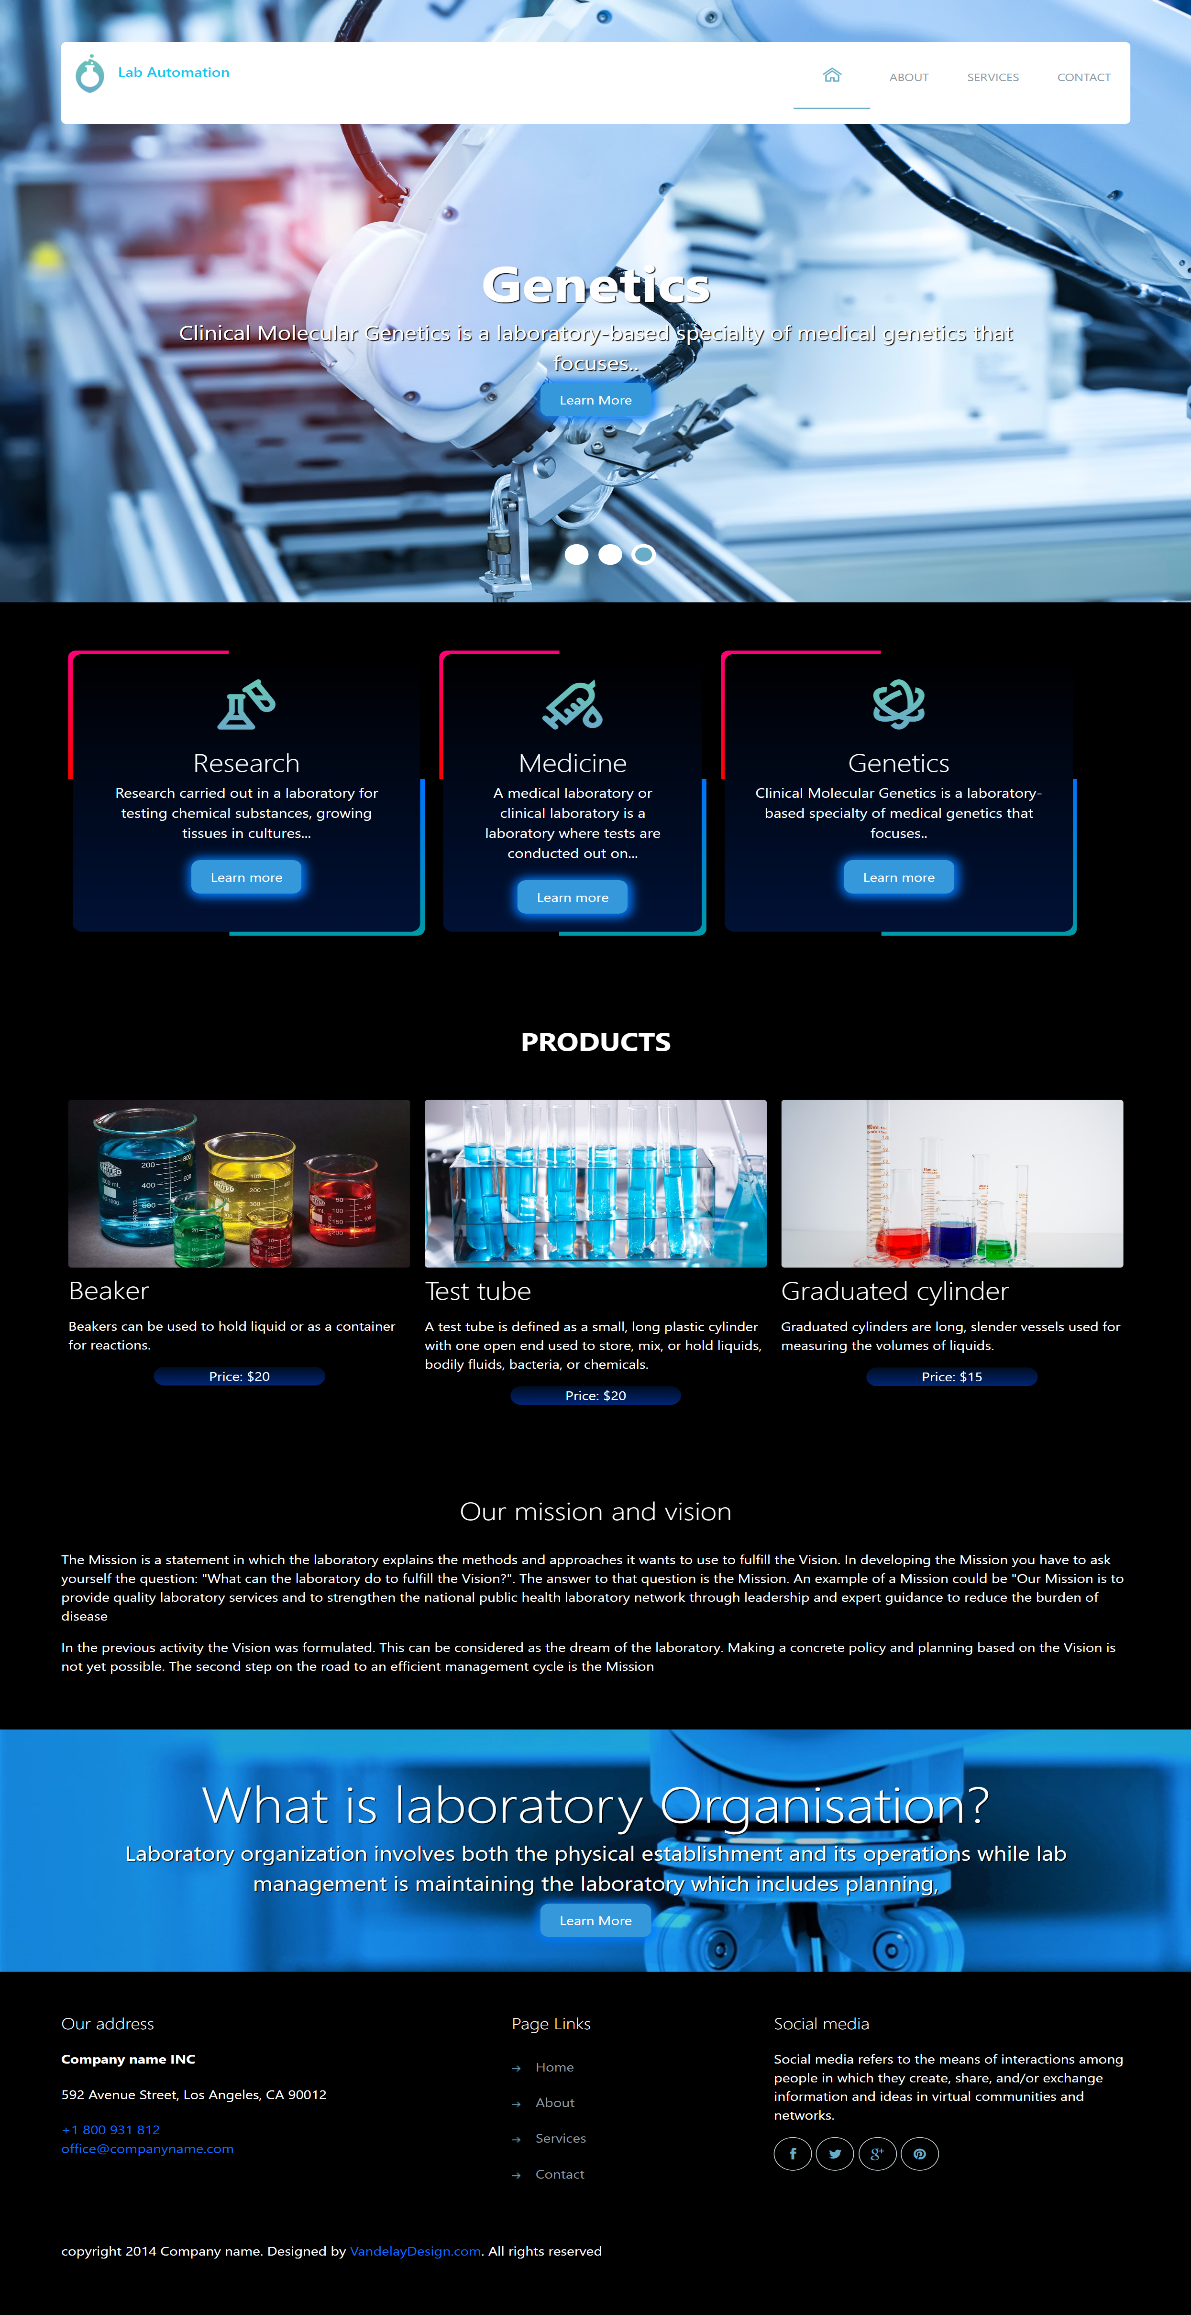 Lab Automation
ABOUT
SERVICES
CONTACT
Genetics
Clinical Molecular Genetics is a laboratory-based specialty of medical genetics that
focuses..
Learn More
Research
Research carried out in a laboratory for
testing chemical substances, growing
tissues in cultures...
Learn more
Medicine
A medical laboratory or
clinical laboratory is a
laboratory where tests are
conducted out on...
Learn more
Genetics
Clinical Molecular Genetics is a laboratory-
based specialty of medical genetics that
focuses..
Learn more
PRODUCTS
Beaker
Beakers can be used to hold liquid or as a container
for reactions.
Price: $20
Test tube
A test tube is defined as a small, long plastic cylinder
with one open end used to store, mix, or hold liquids,
bodily fluids, bacteria, or chemicals.
Price: $20
Graduated cylinder
Graduated cylinders are long, slender vessels used for
measuring the volumes of liquids.
Price: $15
Our mission and vision
The Mission is a statement in which the laboratory explains the methods and approaches it wants to use to fulfill the Vision. In developing the Mission you have to ask
yourself the question: "What can the laboratory do to fulfill the Vision?". The answer to that question is the Mission. An example of a Mission could be "Our Mission is to
provide quality laboratory services and to strengthen the national public health laboratory network through leadership and expert guidance to reduce the burden of
disease
In the previous activity the Vision was formulated. This can be considered as the dream of the laboratory. Making a concrete policy and planning based on the Vision is
not yet possible. The second step on the road to an efficient management cycle is the Mission
What is laboratory Organisation?
Laboratory organization involves both the physical establishment and its operations while lab
management is maintaining the laboratory which includes planning,
Learn More
Our address
Company name INC
592 Avenue Street, Los Angeles, CA 90012
+1 800 931 812
office@companyname.com
Page Links
Home
About
Services
Contact
Social media
Social media refers to the means of interactions among
people in which they create, share, and/or exchange
information and ideas in virtual communities and
networks.
copyright 2014 Company name. Designed by VandelayDesign.com. All rights reserved